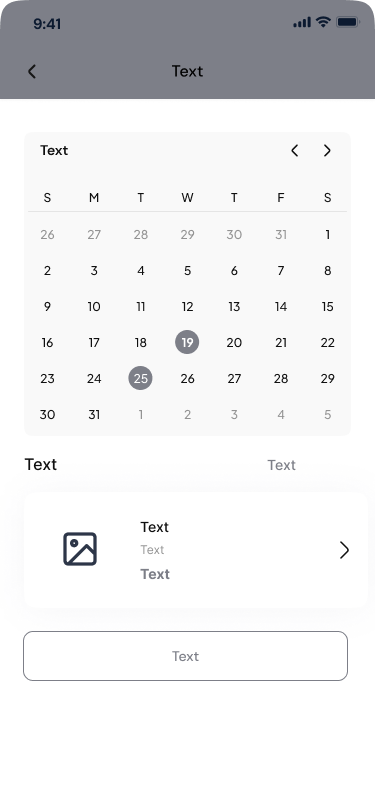 9:41
Text
Text
S M T W T F S
26 27 28 29 30 31 1
2 3 4 5 6 7 8
9 10 11 12 13 14 15
16 17 18 19 20 21 22
23 24 25 26 27 28 29
30 31 1 2 3 4 5
Text Text
Text
Text
Text
Text